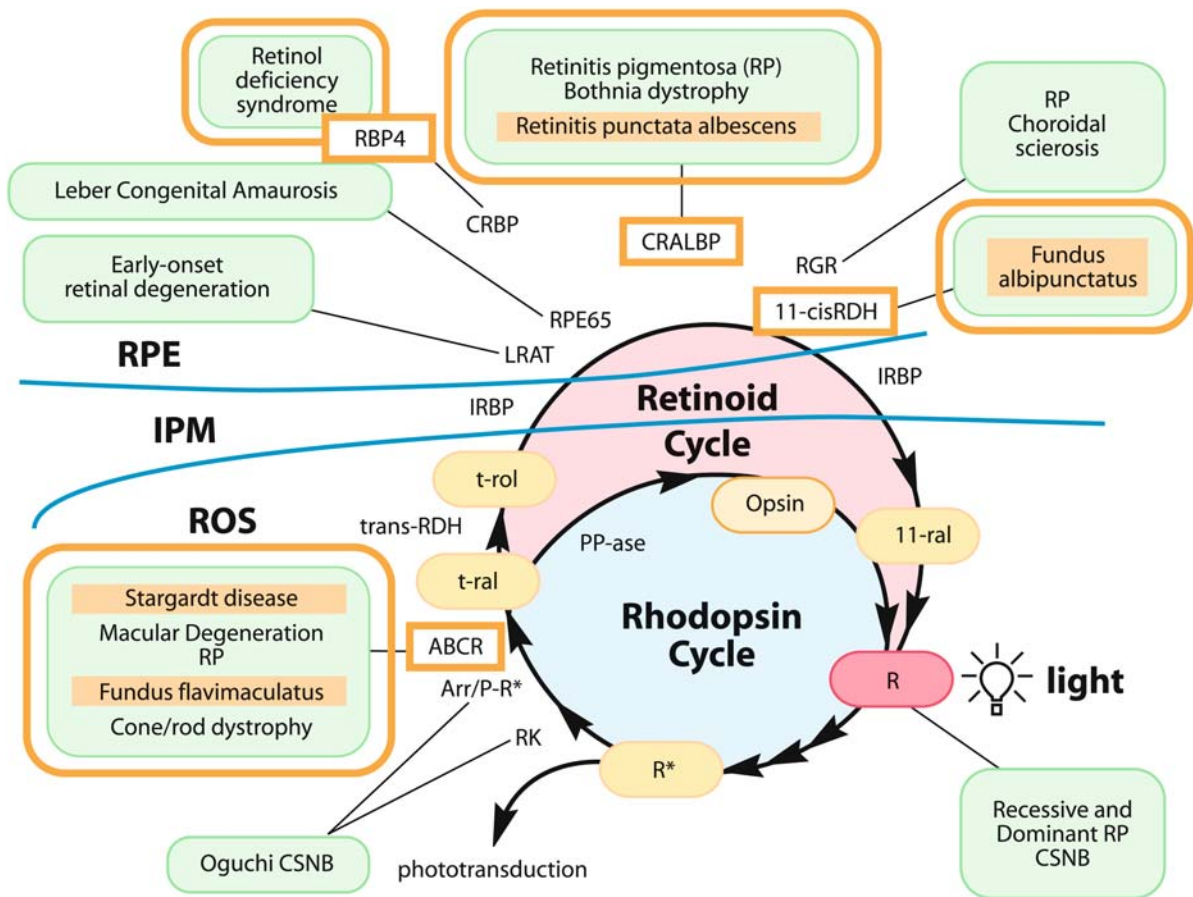 Retinol
deficiency
syndrome
RBP4
CRBP
Retinitis pigmentosa (RP)
Bothnia dystrophy
Retinitis punctata albescens
CRALBP
RP
Choroidal
scierosis
RGR
Leber Congenital Amaurosis
RPE65
Early-onset
retinal degeneration
LRAT
Fundus
albipunctatus
11-cisRDH
RPE
IPM
ROS
IRBP
IRBP
Retinoid
Cycle
t-rol
trans-RDH
t-ral
PP-ase
Opsin
11-ral
Rhodopsin
Cycle
Stargardt disease
Macular Degeneration
RP
Fundus flavimaculatus
Cone/rod dystrophy
ABCR
Arr/P-R*
RK
R
light
R*
Oguchi CSNB
phototransduction
Recessive and
Dominant RP
CSNB